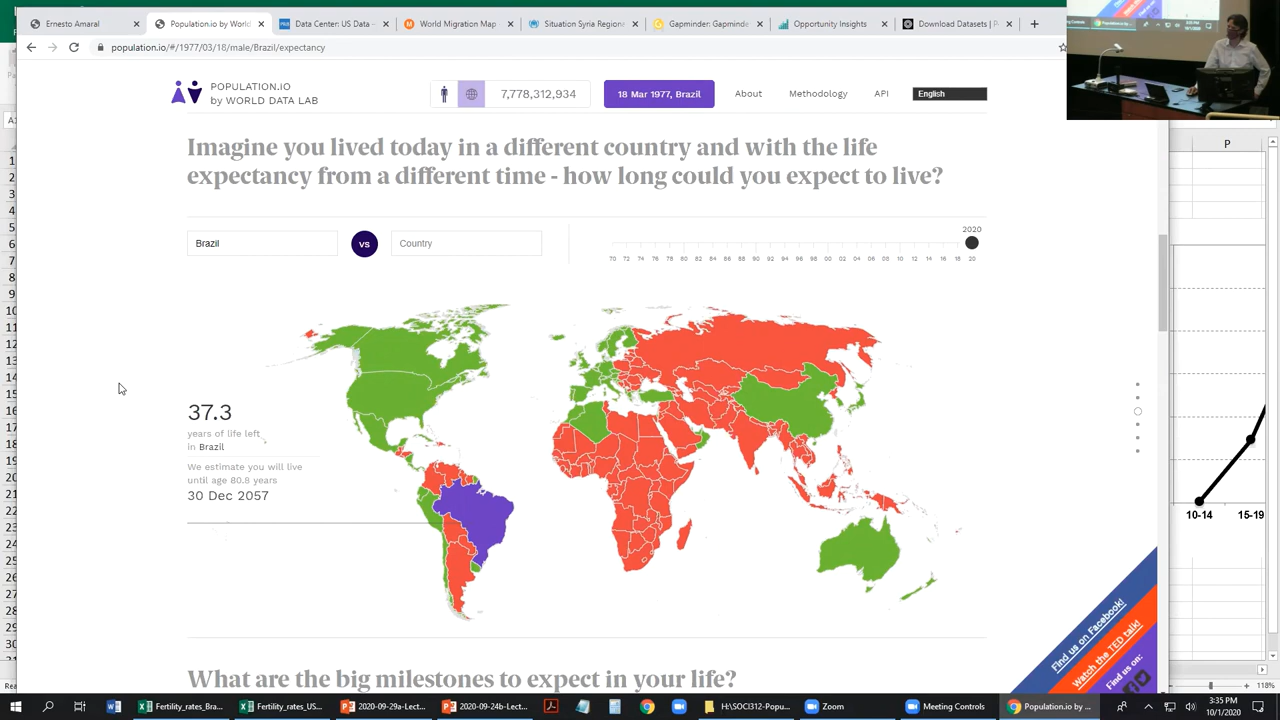 Ernesto Amaral
Population.io by World
Data Center: US Data -
World Migration Map
Situation Syria Regiona
Gapminder: Gapminde
Opportunity Insights
Download Datasets | P
population.io/#/1977/03/18/male/Brazil/expectancy
POPULATION.IO
by WORLD DATA LAB
7,778,312,934
18 Mar 1977, Brazil
About
Methodology
API
English
Imagine you lived today in a different country and with the life
expectancy from a different time - how long could you expect to live?
Brazil
vs
Country
2020
70 72 74 76 78 80 82 84 86 88 90 92 94 96 98 00 02 04 06 08 10 12 14 16 18 20
37.3
years of life left
in Brazil
We estimate you will live
until age 80.8 years
30 Dec 2057
What are the big milestones to expect in your life?
Find us on Facebook!
Watch the TED talk!
Find us on:
P
10-14 15-19
118%
Fertility_rates_Bra...
Fertility_rates_
2020-09-29a-Lect...
2020-09-24b-Lect...
H:\SOCI312-Popu...
Zoom
Meeting Controls
Population.io by W...
3:35 PM
10/1/2020